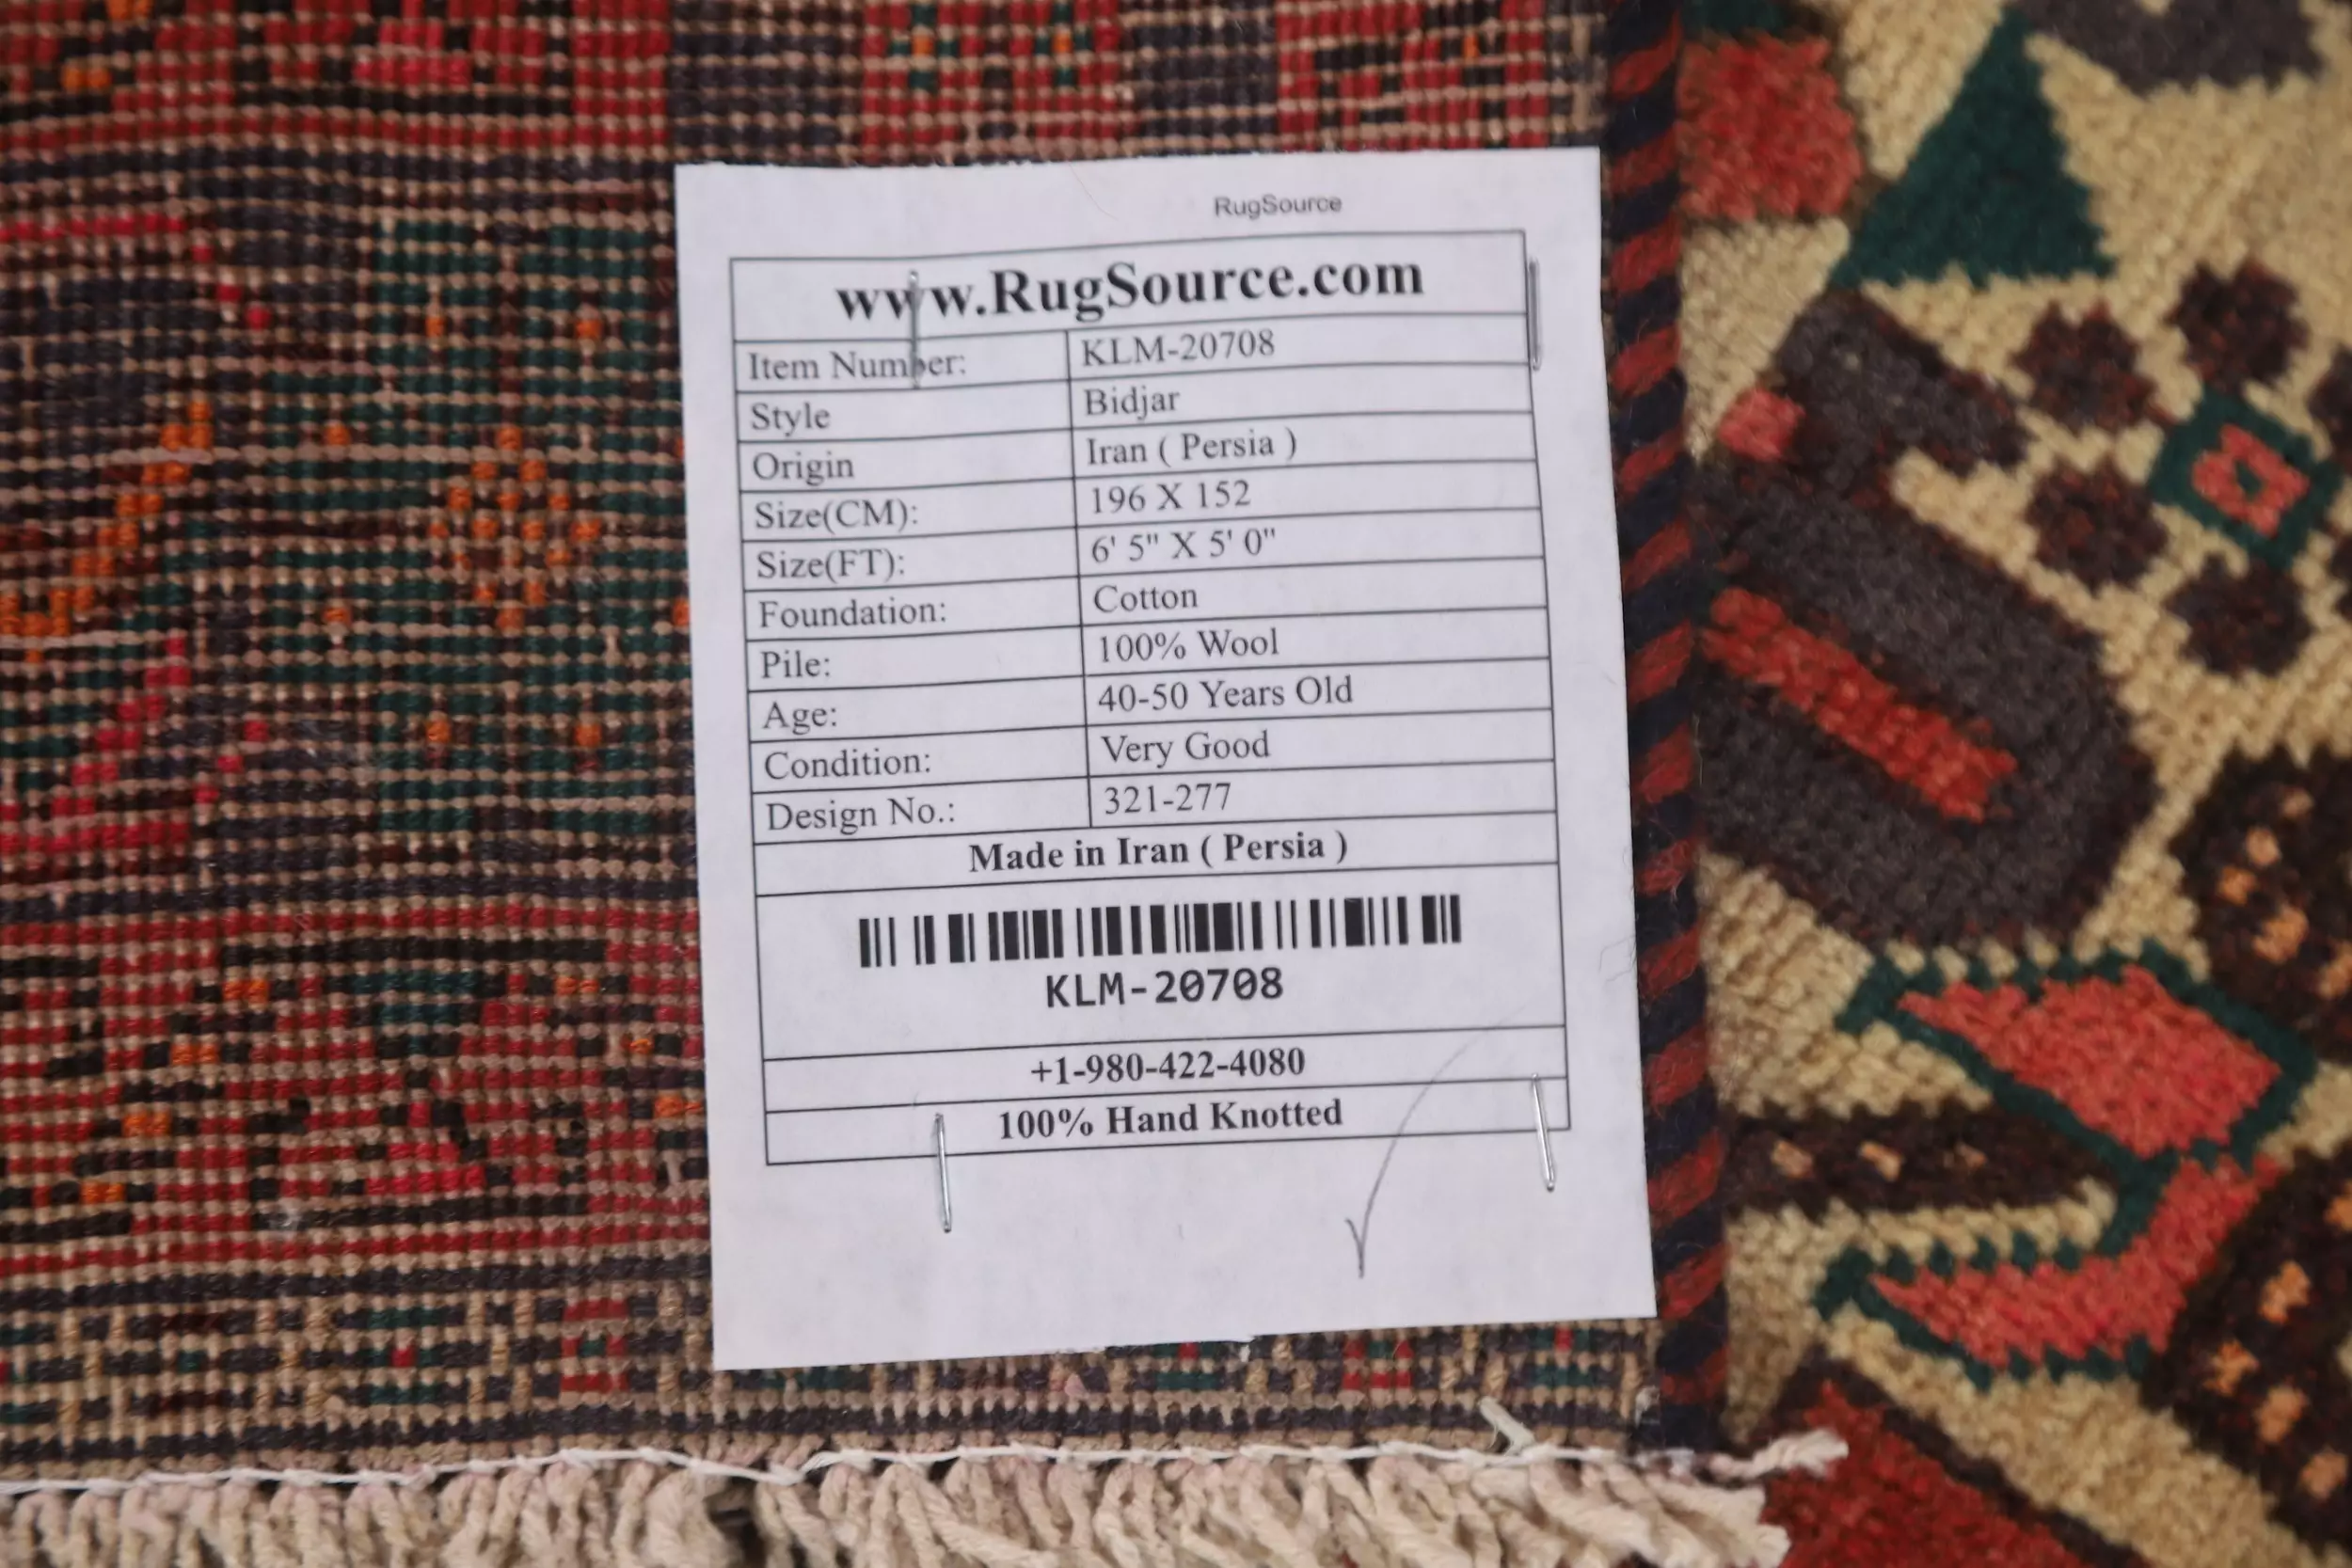 RugSource
www.RugSource.com
Item Number: KLM-20708
Style Bidjar
Origin Iran ( Persia )
Size(CM): 196 X 152
Size(FT): 6' 5" X 5' 0"
Foundation: Cotton
Pile: 100% Wool
Age: 40-50 Years Old
Condition: Very Good
Design No.: 321-277
Made in Iran ( Persia )
KLM-20708
+1-980-422-4080
100% Hand Knotted